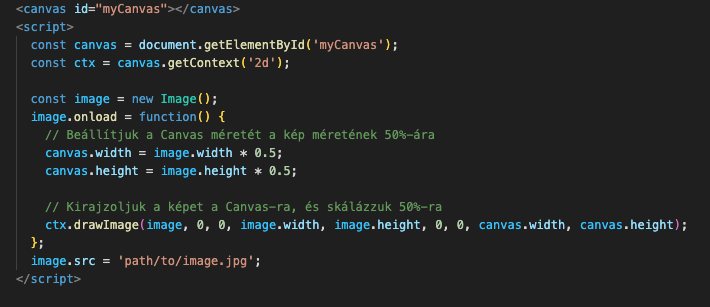 <canvas id="myCanvas"></canvas>
<script>
const canvas = document.getElementById('myCanvas');
const ctx = canvas.getContext('2d');
const image = new Image();
image.onload = function() {
// Beállítjuk a Canvas méretét a kép méretének 50%-ára
canvas.width = image.width * 0.5;
canvas.height = image.height * 0.5;
// Kirajzoljuk a képet a Canvas-ra, és skálázzuk 50%-ra
ctx.drawImage(image, 0, 0, image.width, image.height, 0, 0, canvas.width, canvas.height);
};
image.src = 'path/to/image.jpg';
</script>